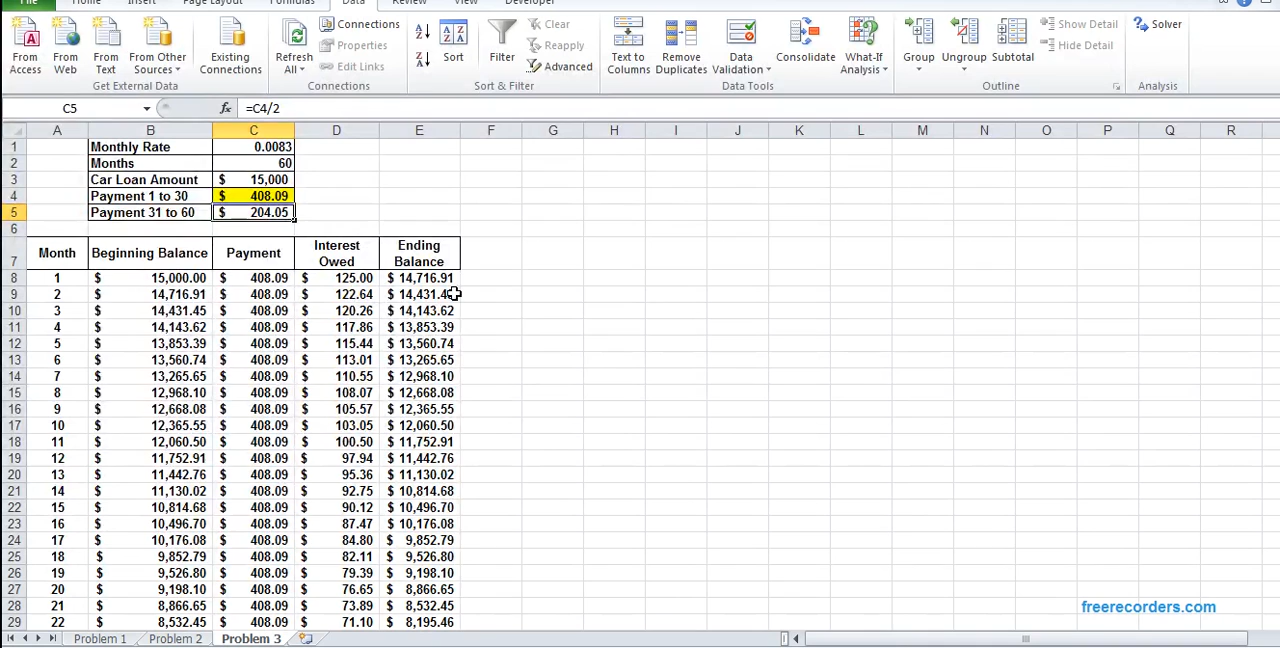 File Home Insert Page Layout Formulas Data Review View Developer
From Access
From Web
From Text
From Other Sources
Existing Connections
Refresh All
Connections
Properties
Edit Links
Sort
Filter
Clear
Reapply
Advanced
Text to Columns
Remove Duplicates
Data Validation
Consolidate
What-If Analysis
Group
Ungroup
Subtotal
Show Detail
Hide Detail
Solver
Get External Data Connections Sort & Filter Data Tools Outline Analysis
C5 fx =C4/2
A B C D E F G H I J K L M N O P Q R
1 Monthly Rate 0.0083
2 Months 60
3 Car Loan Amount $ 15,000
4 Payment 1 to 30 $ 408.09
5 Payment 31 to 60 $ 204.05
6
7 Month Beginning Balance Payment Interest Owed Ending Balance
8 1 $ 15,000.00 $ 408.09 $ 125.00 $ 14,716.91
9 2 $ 14,716.91 $ 408.09 $ 122.64 $ 14,431.45
10 3 $ 14,431.45 $ 408.09 $ 120.26 $ 14,143.62
11 4 $ 14,143.62 $ 408.09 $ 117.86 $ 13,853.39
12 5 $ 13,853.39 $ 408.09 $ 115.44 $ 13,560.74
13 6 $ 13,560.74 $ 408.09 $ 113.01 $ 13,265.65
14 7 $ 13,265.65 $ 408.09 $ 110.55 $ 12,968.10
15 8 $ 12,968.10 $ 408.09 $ 108.07 $ 12,668.08
16 9 $ 12,668.08 $ 408.09 $ 105.57 $ 12,365.55
17 10 $ 12,365.55 $ 408.09 $ 103.05 $ 12,060.50
18 11 $ 12,060.50 $ 408.09 $ 100.50 $ 11,752.91
19 12 $ 11,752.91 $ 408.09 $ 97.94 $ 11,442.76
20 13 $ 11,442.76 $ 408.09 $ 95.36 $ 11,130.02
21 14 $ 11,130.02 $ 408.09 $ 92.75 $ 10,814.68
22 15 $ 10,814.68 $ 408.09 $ 90.12 $ 10,496.70
23 16 $ 10,496.70 $ 408.09 $ 87.47 $ 10,176.08
24 17 $ 10,176.08 $ 408.09 $ 84.80 $ 9,852.79
25 18 $ 9,852.79 $ 408.09 $ 82.11 $ 9,526.80
26 19 $ 9,526.80 $ 408.09 $ 79.39 $ 9,198.10
27 20 $ 9,198.10 $ 408.09 $ 76.65 $ 8,866.65
28 21 $ 8,866.65 $ 408.09 $ 73.89 $ 8,532.45
29 22 $ 8,532.45 $ 408.09 $ 71.10 $ 8,195.46
freerecorders.com
Problem 1 Problem 2 Problem 3